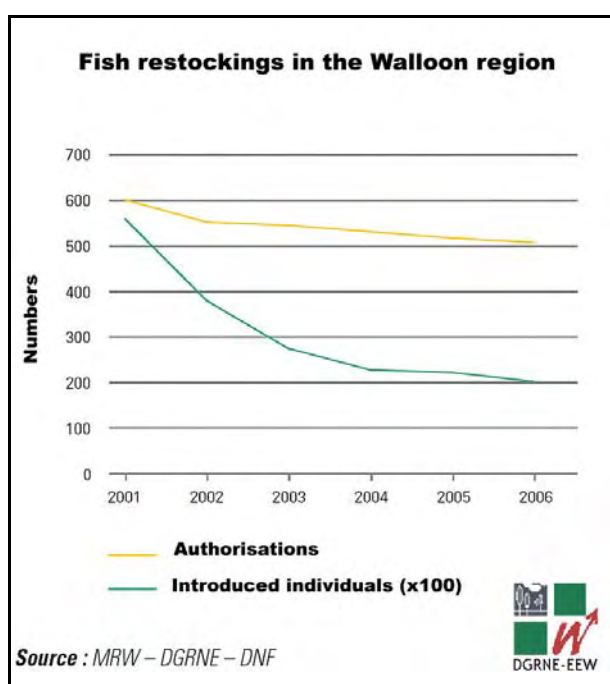 Fish restockings in the Walloon region
Numbers
700
600
500
400
300
200
100
0
2001 2002 2003 2004 2005 2006
Authorisations
Introduced individuals (x100)
Source : MRW – DGRNE – DNF
DGRNE-EEW